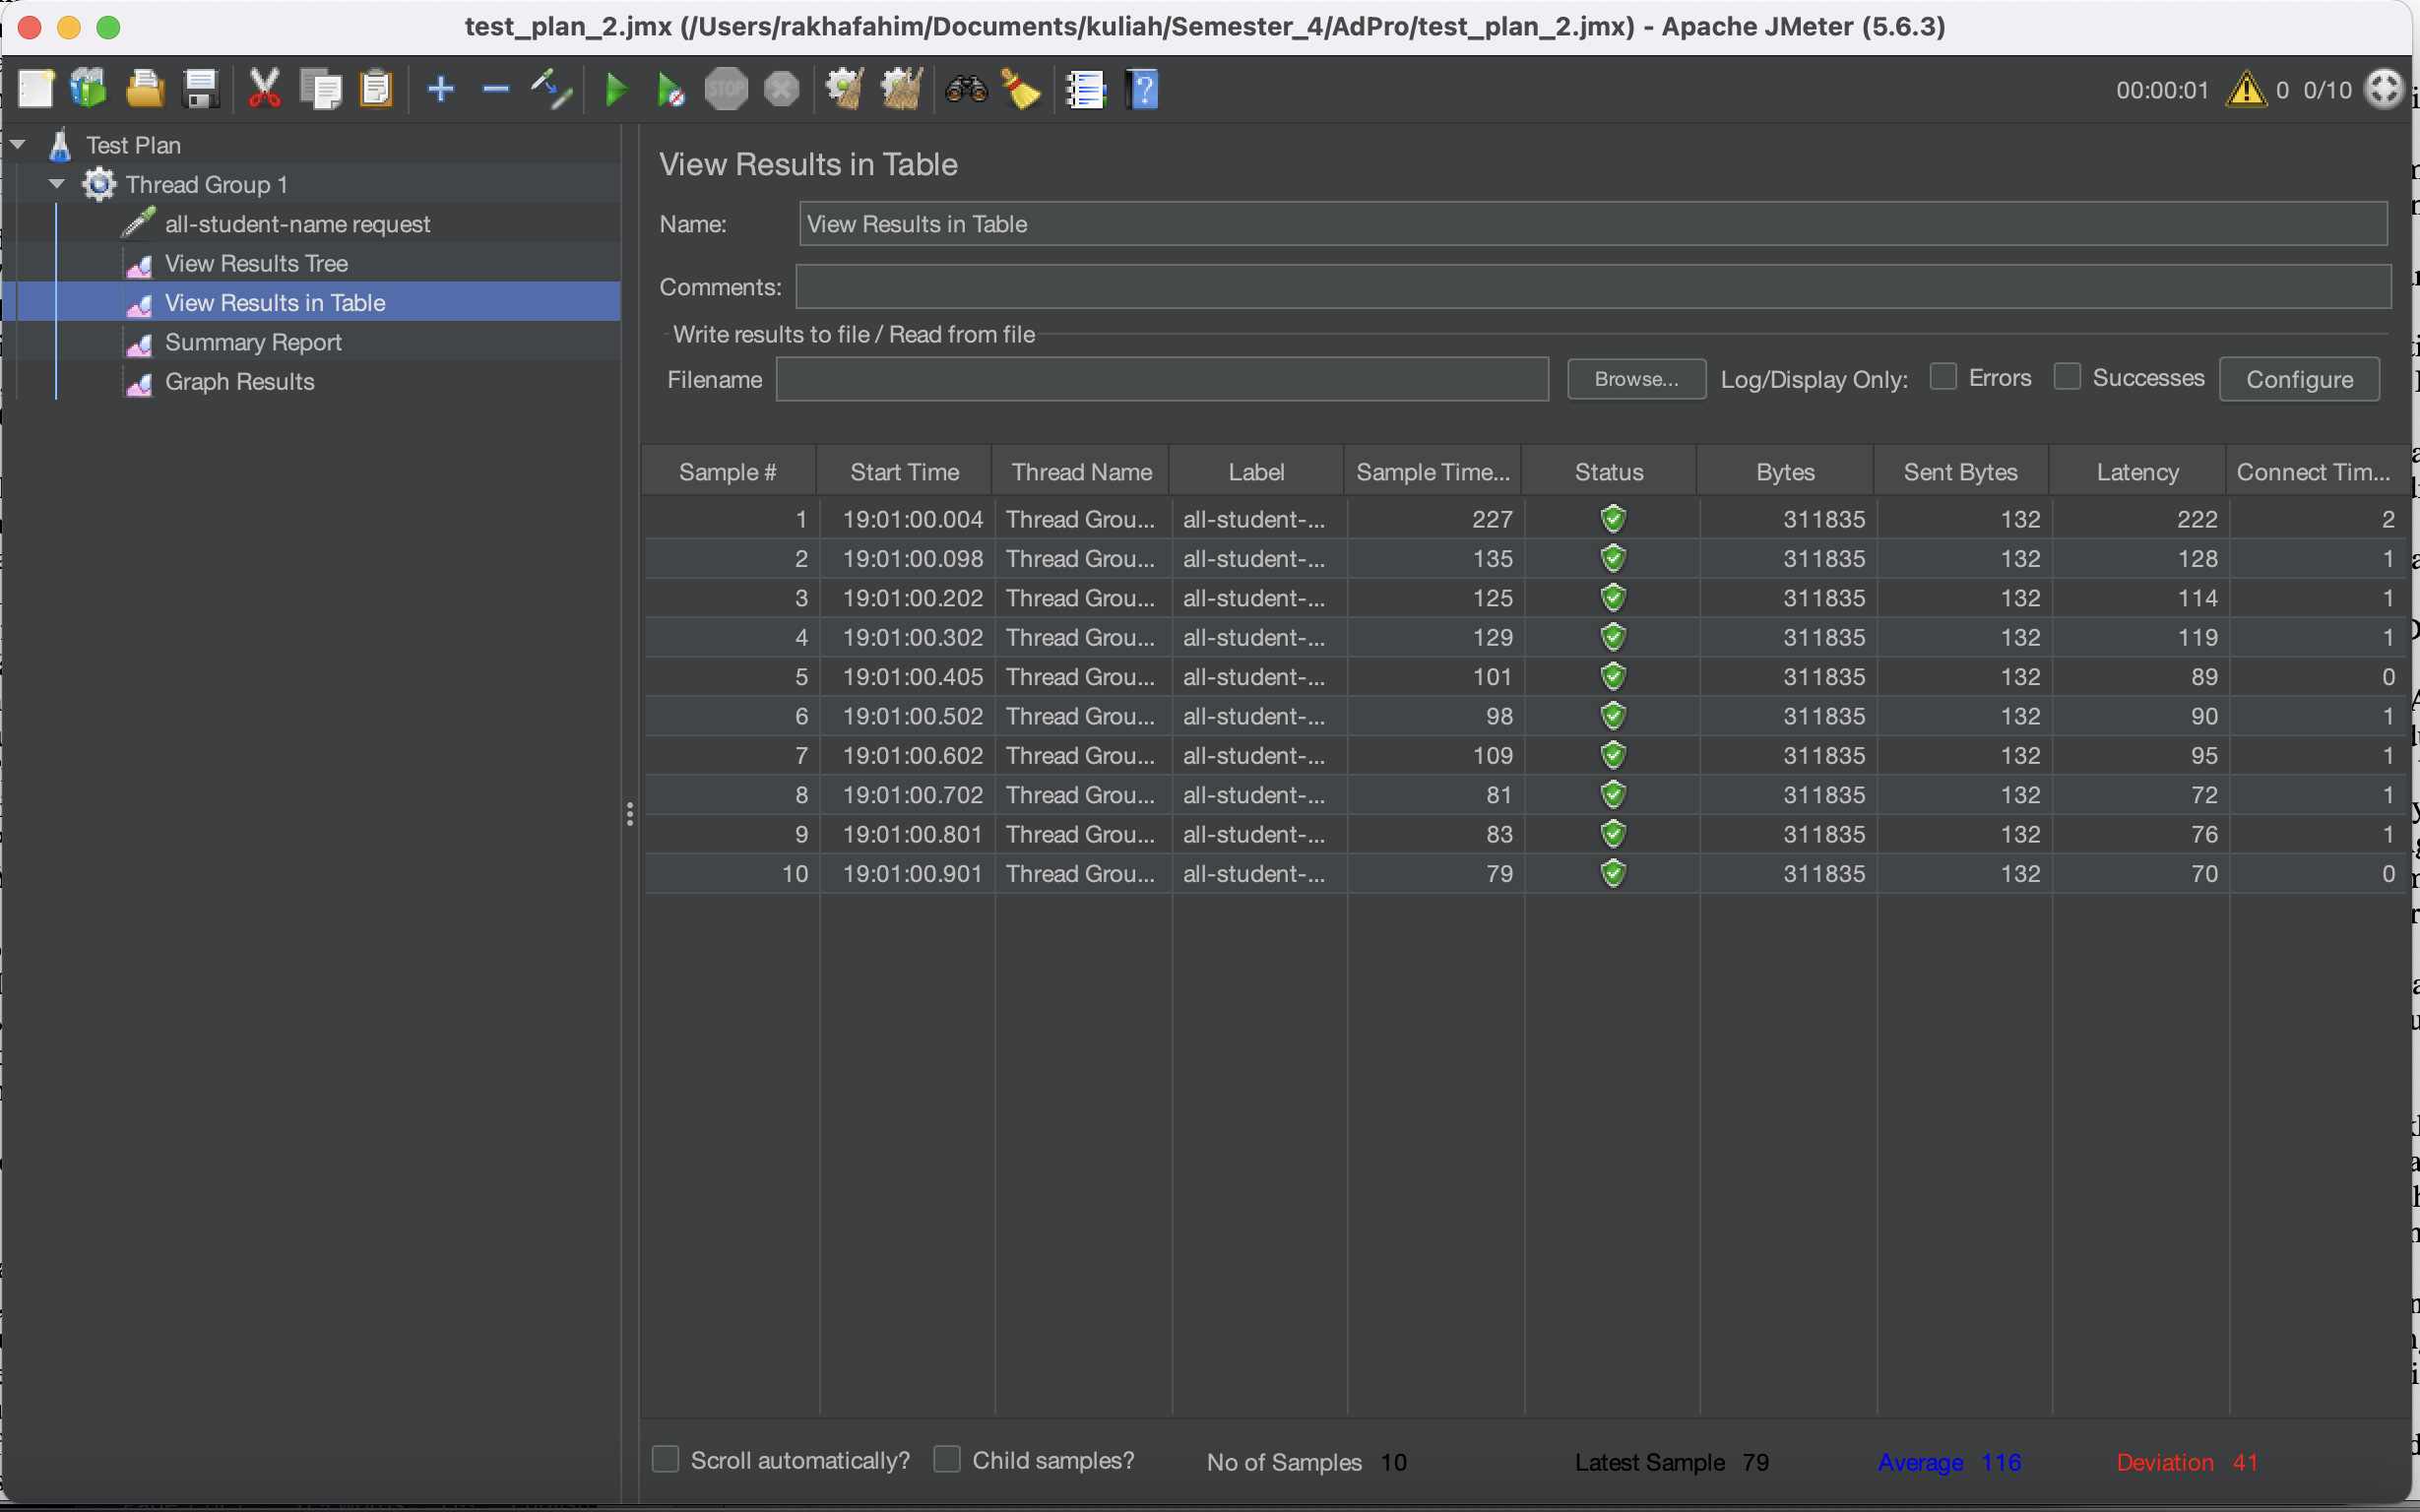 test_plan_2.jmx (/Users/rakhafahim/Documents/kuliah/Semester_4/AdPro/test_plan_2.jmx) - Apache JMeter (5.6.3)
STOP
00:00:01 0 0/10
Test Plan
Thread Group 1
all-student-name request
View Results Tree
View Results in Table
Summary Report
Graph Results
View Results in Table
Name: View Results in Table
Comments:
Write results to file / Read from file
Filename Browse... Log/Display Only: Errors Successes Configure
Sample # Start Time Thread Name Label Sample Time... Status Bytes Sent Bytes Latency Connect Tim...
1 19:01:00.004 Thread Grou... all-student-... 227 311835 132 222 2
2 19:01:00.098 Thread Grou... all-student-... 135 311835 132 128 1
3 19:01:00.202 Thread Grou... all-student-... 125 311835 132 114 1
4 19:01:00.302 Thread Grou... all-student-... 129 311835 132 119 1
5 19:01:00.405 Thread Grou... all-student-... 101 311835 132 89 0
6 19:01:00.502 Thread Grou... all-student-... 98 311835 132 90 1
7 19:01:00.602 Thread Grou... all-student-... 109 311835 132 95 1
8 19:01:00.702 Thread Grou... all-student-... 81 311835 132 72 1
9 19:01:00.801 Thread Grou... all-student-... 83 311835 132 76 1
10 19:01:00.901 Thread Grou... all-student-... 79 311835 132 70 0
Scroll automatically? Child samples? No of Samples 10 Latest Sample 79 Average 116 Deviation 41